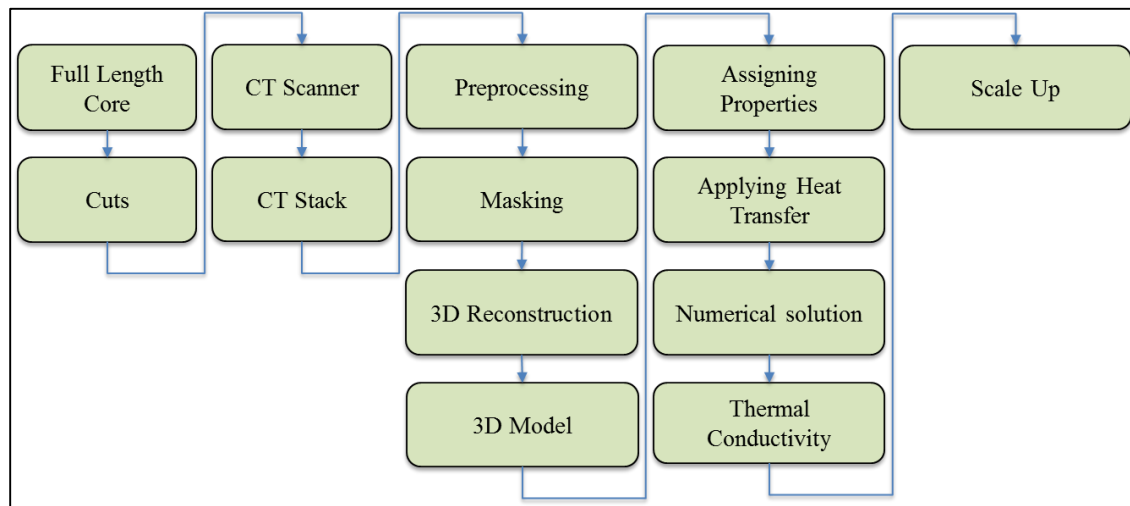 Full Length
Core
Cuts
CT Scanner
CT Stack
Preprocessing
Masking
3D Reconstruction
3D Model
Assigning
Properties
Applying Heat
Transfer
Numerical solution
Thermal
Conductivity
Scale Up